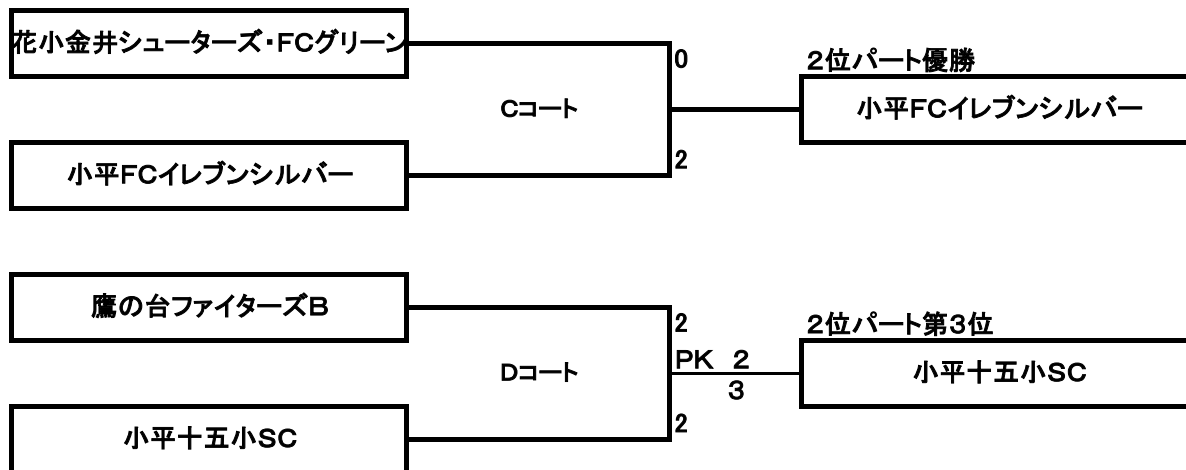 花小金井シューターズ・FCグリーン
0
2位パート優勝
Cコート
小平FCイレブンシルバー
2
小平FCイレブンシルバー
鷹の台ファイターズB
2
2位パート第3位
Dコート
PK 2
小平十五小SC
3
2
小平十五小SC